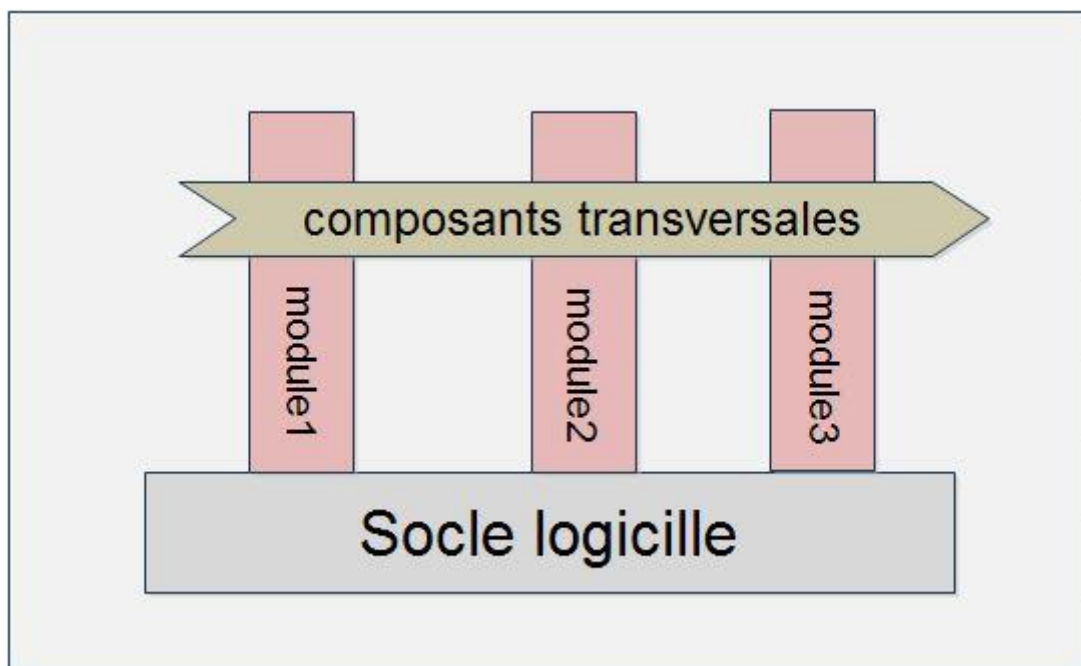 composants transversales
module1
module2
module3
Socle logicille